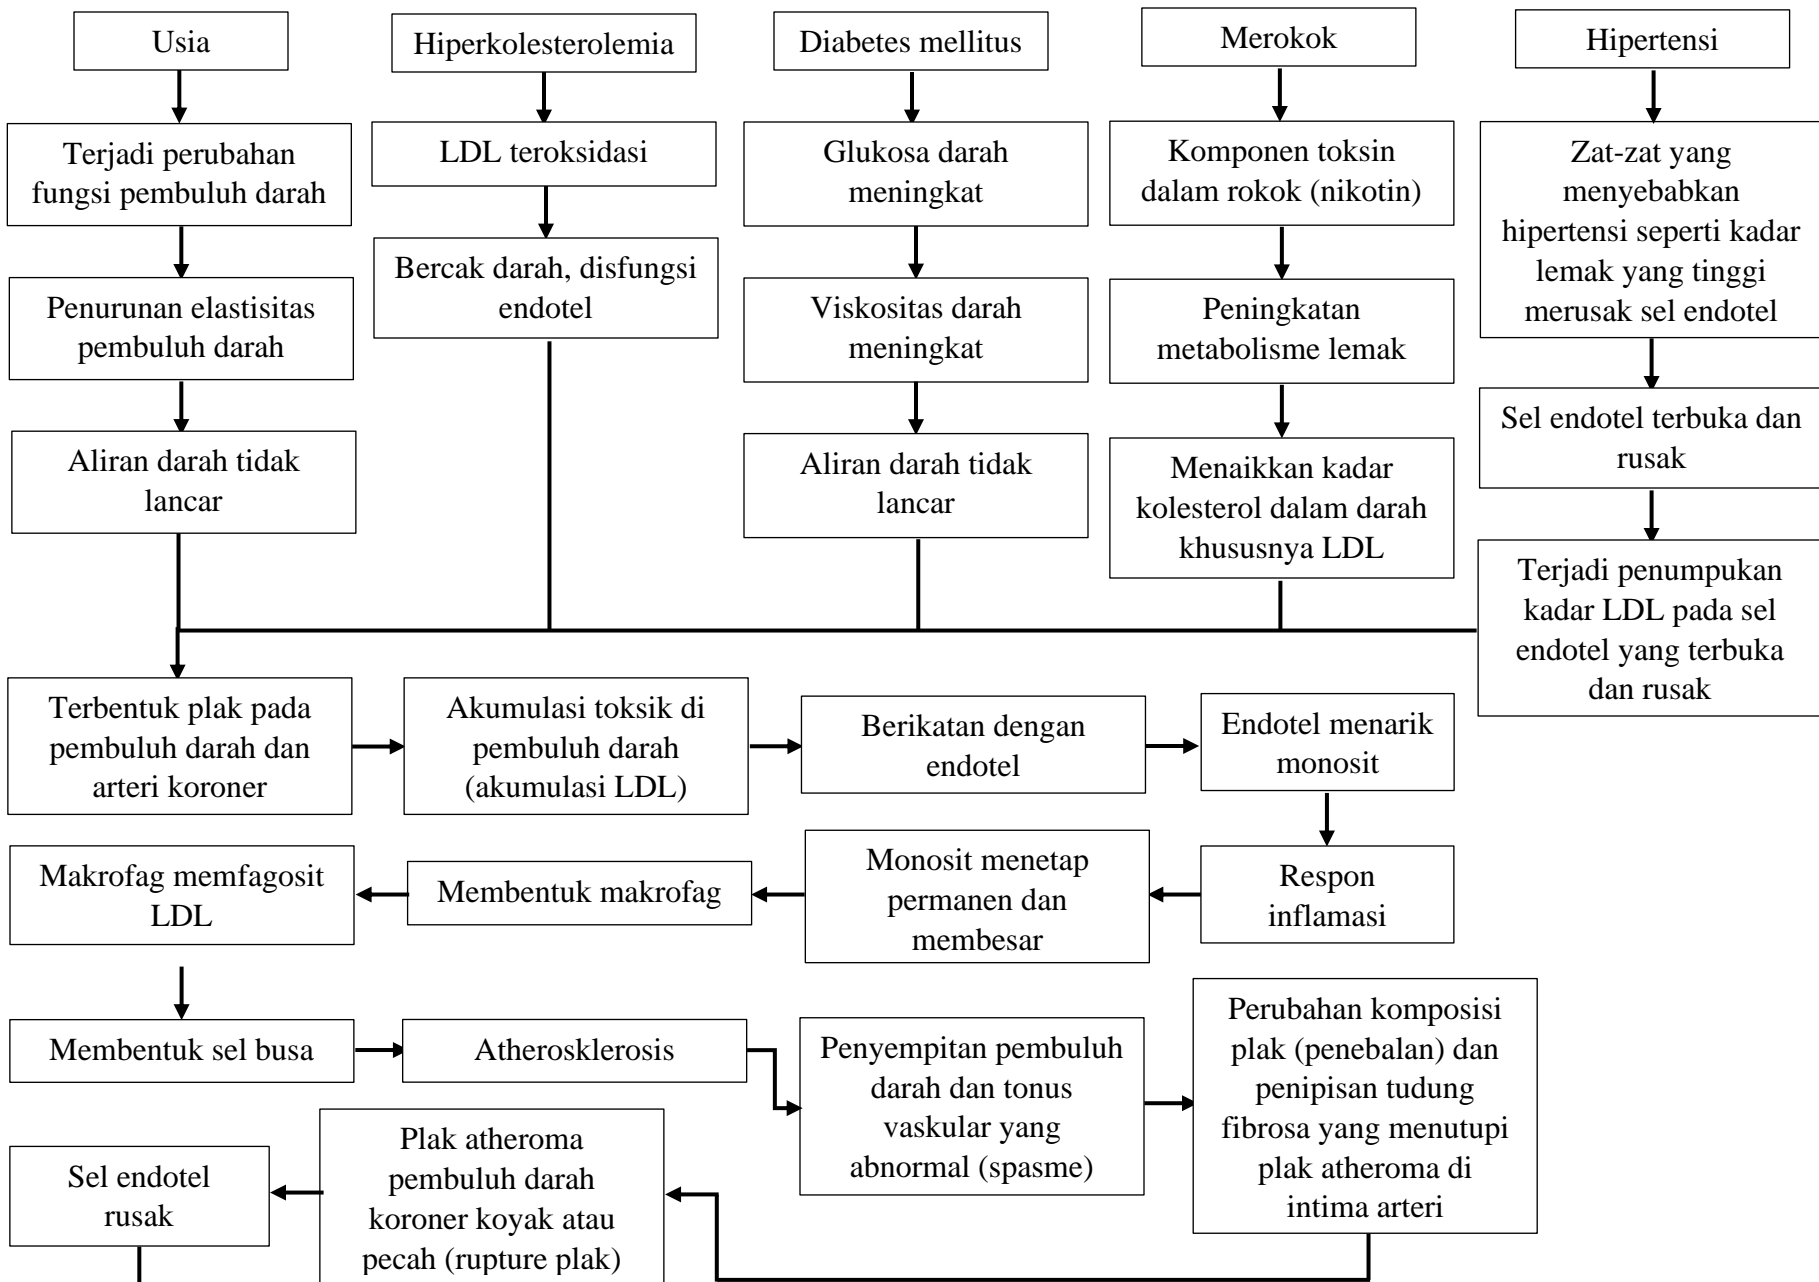 Usia
Hiperkolesterolemia
Diabetes mellitus
Merokok
Hipertensi
Terjadi perubahan
fungsi pembuluh darah
LDL teroksidasi
Glukosa darah
meningkat
Komponen toksin
dalam rokok (nikotin)
Zat-zat yang
menyebabkan
hipertensi seperti kadar
lemak yang tinggi
merusak sel endotel
Penurunan elastisitas
pembuluh darah
Bercak darah, disfungsi
endotel
Viskositas darah
meningkat
Peningkatan
metabolisme lemak
Sel endotel terbuka dan
rusak
Aliran darah tidak
lancar
Aliran darah tidak
lancar
Menaikkan kadar
kolesterol dalam darah
khususnya LDL
Terjadi penumpukan
kadar LDL pada sel
endotel yang terbuka
dan rusak
Terbentuk plak pada
pembuluh darah dan
arteri koroner
Akumulasi toksik di
pembuluh darah
(akumulasi LDL)
Berikatan dengan
endotel
Endotel menarik
monosit
Makrofag memfagosit
LDL
Membentuk makrofag
Monosit menetap
permanen dan
membesar
Respon
inflamasi
Membentuk sel busa
Atherosklerosis
Penyempitan pembuluh
darah dan tonus
vaskular yang
abnormal (spasme)
Perubahan komposisi
plak (penebalan) dan
penipisan tudung
fibrosa yang menutupi
plak atheroma di
intima arteri
Sel endotel
rusak
Plak atheroma
pembuluh darah
koroner koyak atau
pecah (rupture plak)